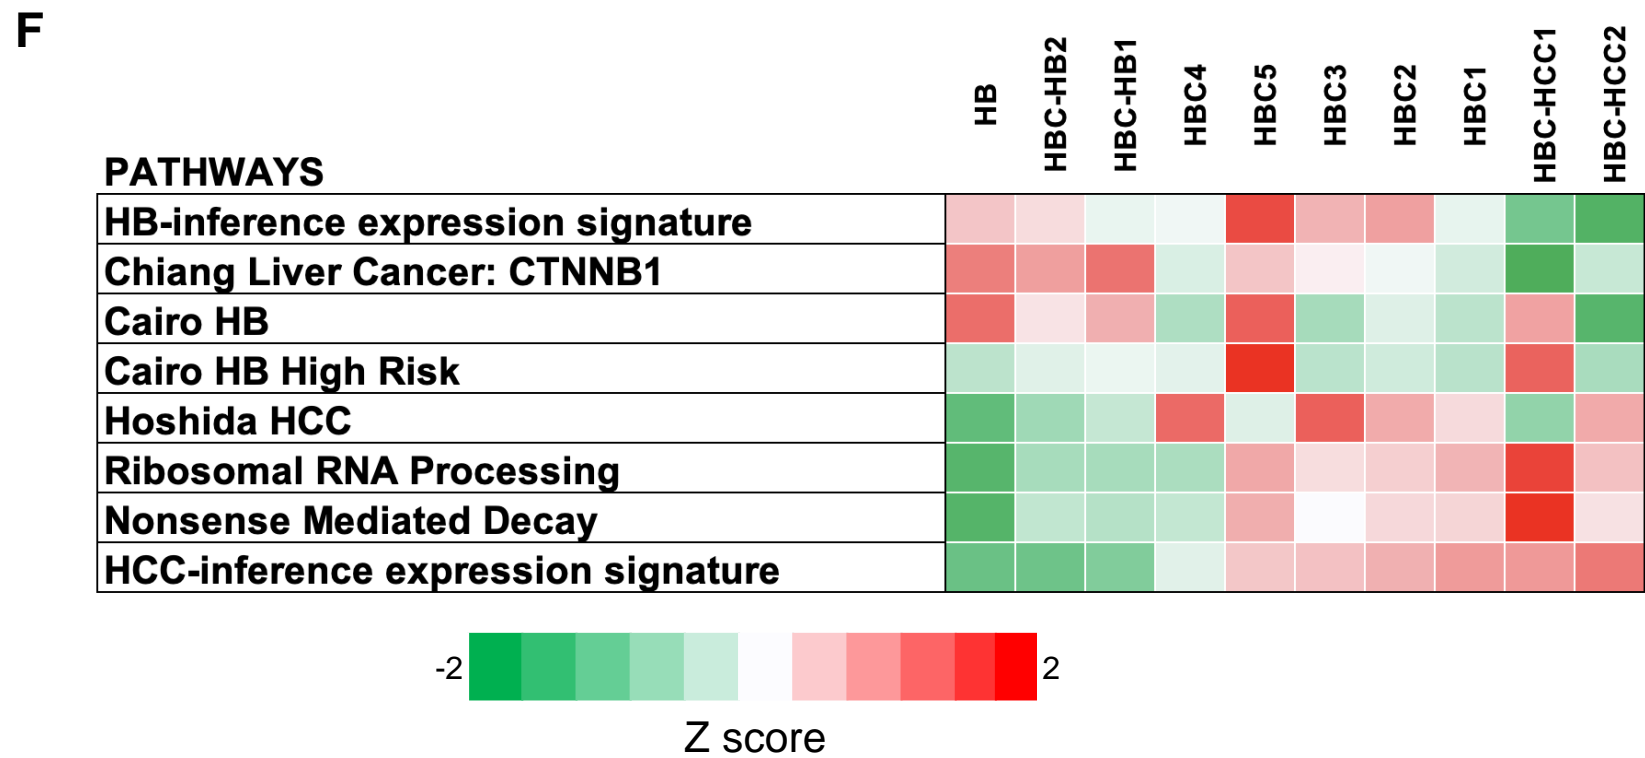 F
HB
HBC-HB2
HBC-HB1
HBC4
HBC5
HBC3
HBC2
HBC1
HBC-HCC1
HBC-HCC2
PATHWAYS
HB-inference expression signature
Chiang Liver Cancer: CTNNB1
Cairo HB
Cairo HB High Risk
Hoshida HCC
Ribosomal RNA Processing
Nonsense Mediated Decay
HCC-inference expression signature
-2 2
Z score